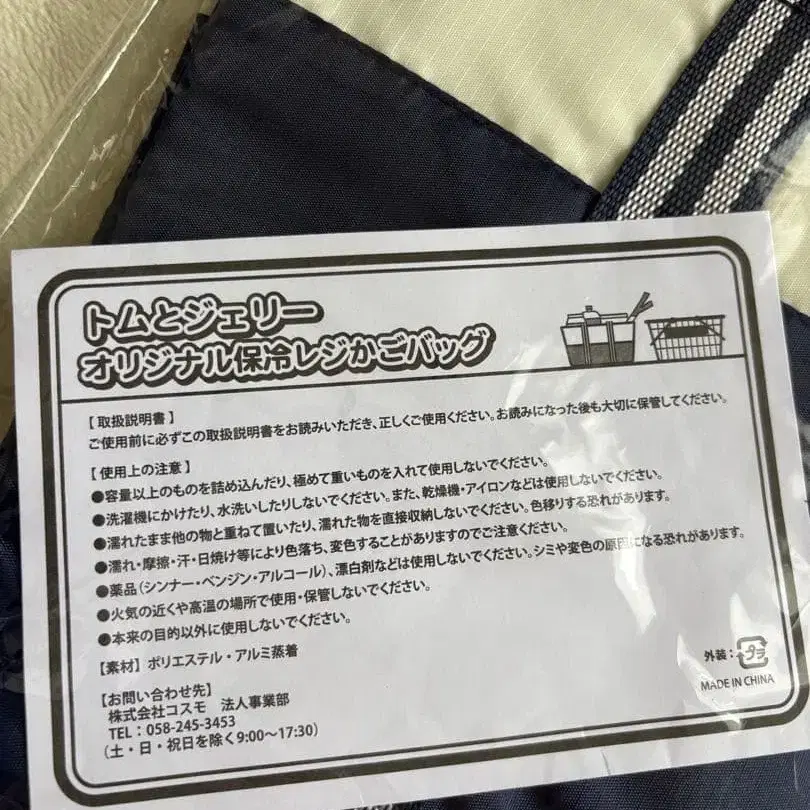 トムとジェリー
オリジナル保冷レジかごバッグ
【取扱説明書】
ご使用前に必ずこの取扱説明書をお読みいただき、正しくご使用ください。お読みになった後も大切に保管してください。
【使用上の注意】
●容量以上のものを詰め込んだり、極めて重いものを入れて使用しないでください。
●洗濯機にかけたり、水洗いしたりしないでください。また、乾燥機・アイロンなどは使用しないでください。
●濡れたまま他の物と重ねて置いたり、濡れた物を直接収納しないでください。色移りする恐れがあります。
●濡れ・摩擦・汗・日焼け等により色落ち、変色することがありますのでご注意ください。
●薬品（シンナー・ベンジン・アルコール）、漂白剤などは使用しないでください。シミや変色の原因になる恐れがあります。
●火気の近くや高温の場所で使用・保管しないでください。
●本来の目的以外に使用しないでください。
【素材】ポリエステル・アルミ蒸着
外装：プラ
MADE IN CHINA
【お問い合わせ先】
株式会社コスモ 法人事業部
TEL：058-245-3453
（土・日・祝日を除く9:00～17:30）